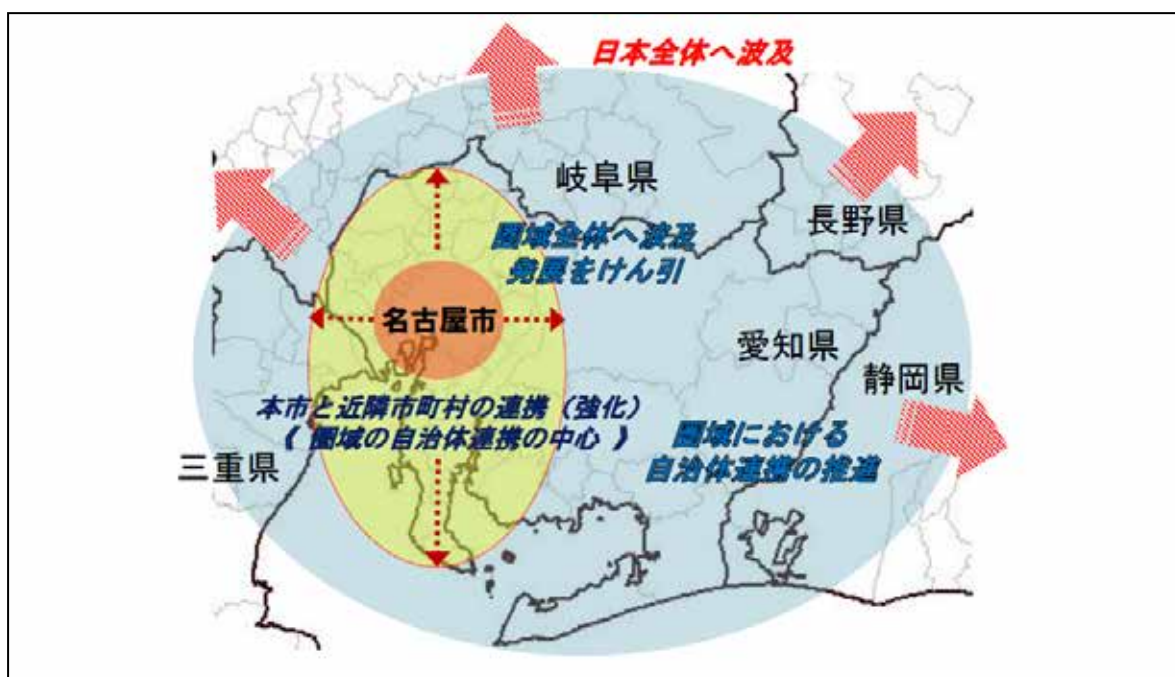 日本全体へ波及
岐阜県
長野県
圏域全体へ波及
発展をけん引
名古屋市
愛知県
静岡県
本市と近隣市町村の連携（強化）
《 圏域の自治体連携の中心 》
圏域における
自治体連携の推進
三重県